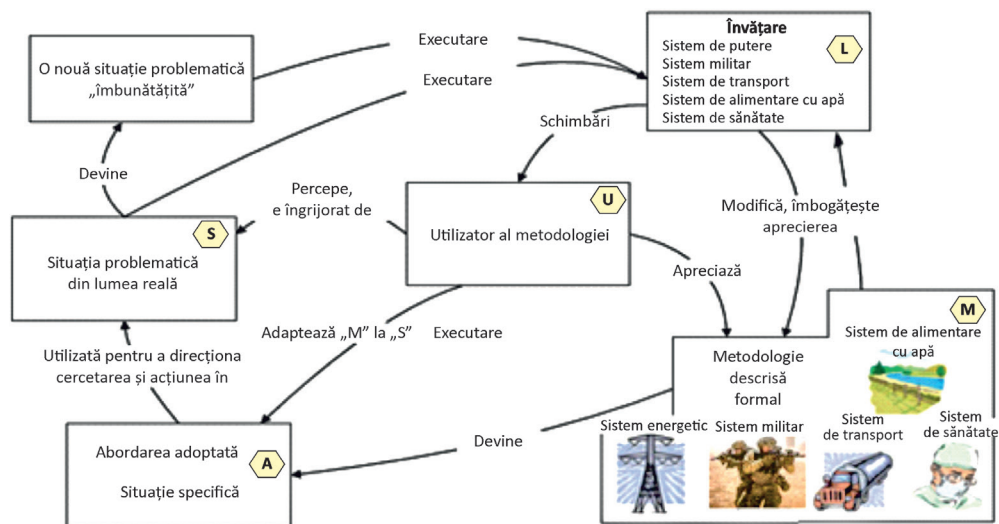 O nouă situație problematică
„îmbunătățită”
Executare
Executare
Învățare
L
Sistem de putere
Sistem militar
Sistem de transport
Sistem de alimentare cu apă
Sistem de sănătate
Schimbări
Devine
Percepe,
e îngrijorat de
U
Utilizator al metodologiei
Modifică, îmbogățește
aprecierea
S
Situația problematică
din lumea reală
Apreciază
Adaptează „M” la „S”
Executare
M
Sistem de alimentare
cu apă
Utilizată pentru a direcționa
cercetarea și acțiunea în
Metodologie
descrisă
formal
Sistem energetic
Sistem militar
Sistem
de transport
Sistem
de sănătate
Devine
Abordarea adoptată
A
Situație specifică